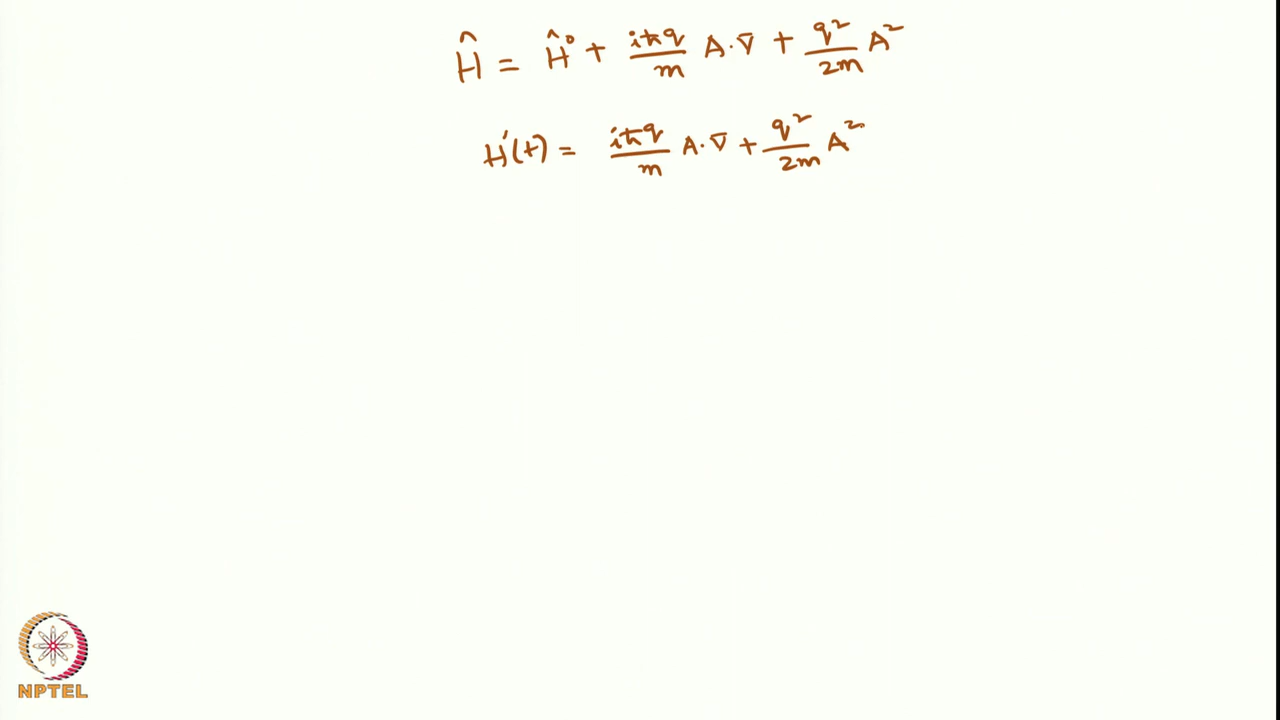 Ĥ = Ĥ⁰ + iħq/m A·∇ + q²/2m A²
H'(t) = iħq/m A·∇ + q²/2m A²
NPTEL